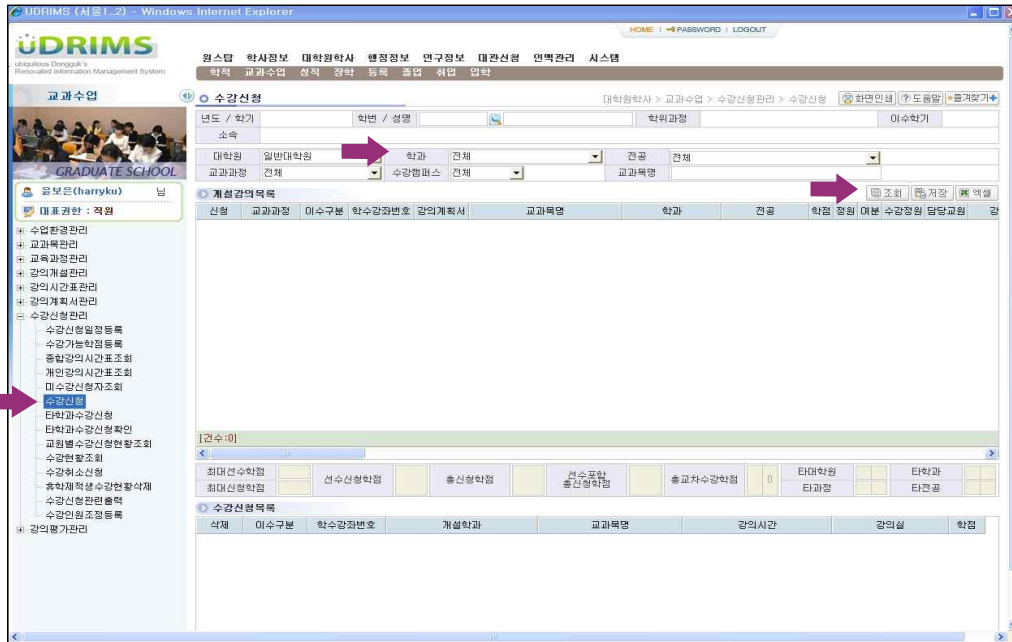 UDRIMS (서울1..2) - Windows Internet Explorer
HOME | PASSWORD | LOGOUT
uDRIMS
ubiquitous Dongguk's
Renovated Information Management System
원스탑 학사정보 대학원학사 행정정보 연구정보 대관신청 인맥관리 시스템
학적 교과수업 성적 장학 등록 졸업 취업 입학
교과수업
GRADUATE SCHOOL
윤보은(harryku) 님
대표권한 : 직원
수업환경관리
교과목관리
교육과정관리
강의개설관리
강의시간표관리
강의계획서관리
수강신청관리
수강신청일정등록
수강가능학점등록
종합강의시간표조회
개인강의시간표조회
미수강신청자조회
수강신청
타학과수강신청
타학과수강신청확인
교원별수강신청현황조회
수강현황조회
수강취소신청
휴학제적생수강현황삭제
수강신청관련출력
수강인원조정등록
강의평가관리
수강신청
대학원학사 > 교과수업 > 수강신청관리 > 수강신청 화면인쇄 도움말 즐겨찾기
년도 / 학기 학번 / 성명 학위과정 이수학기
소속
대학원 일반대학원 학과 전체 전공 전체
교과과정 전체 수강캠퍼스 전체 교과목명
개설강의목록 조회 저장 엑셀
신청 교과과정 이수구분 학수강좌번호 강의계획서 교과목명 학과 전공 학점 정원 여분 수강정원 담당교원 강
[건수:0]
최대선수학점 선수신청학점 총신청학점 선수포함 총신청학점 총교차수강학점 0 타대학원 타학과
최대신청학점 타과정 타전공
수강신청목록
삭제 이수구분 학수강좌번호 개설학과 교과목명 강의시간 강의실 학점